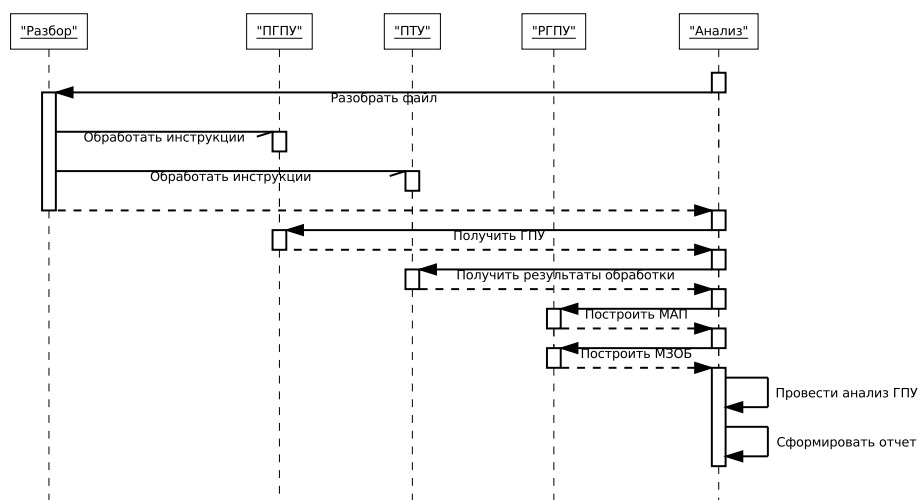 "Разбор" "ПГПУ" "ПТУ" "РГПУ" "Анализ"
Разобрать файл
Обработать инструкции
Обработать инструкции
Получить ГПУ
Получить результаты обработки
Построить МАП
Построить МЗОБ
Провести анализ ГПУ
Сформировать отчет